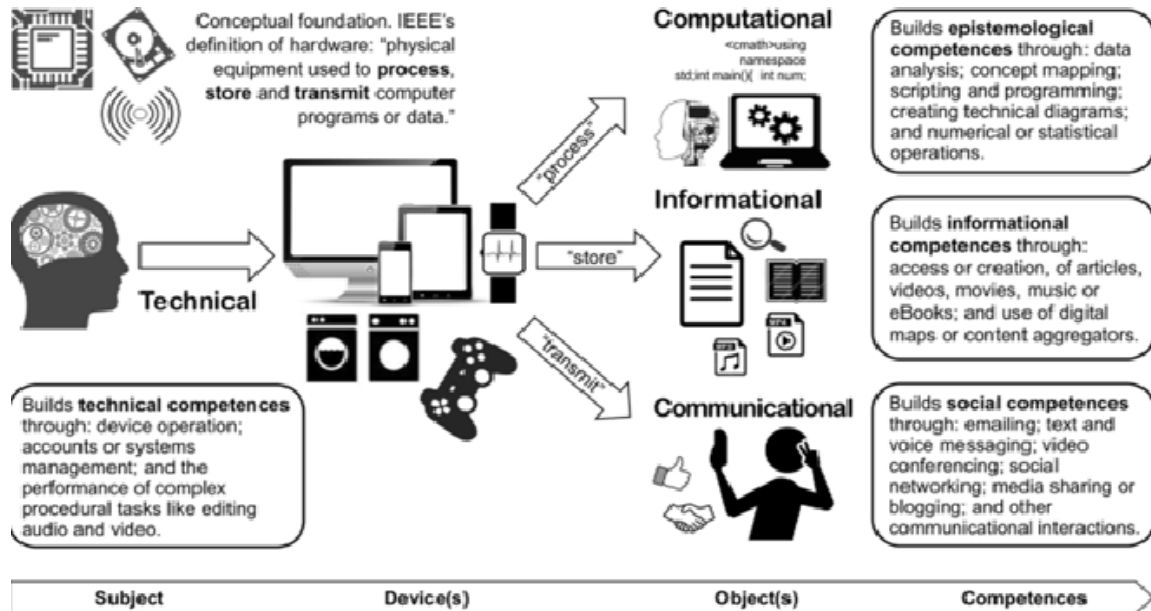 Conceptual foundation. IEEE's
definition of hardware: "physical
equipment used to process,
store and transmit computer
programs or data."
Technical
Builds technical competences
through: device operation;
accounts or systems
management; and the
performance of complex
procedural tasks like editing
audio and video.
"process"
"store"
"transmit"
Computational
<cmath>using
namespace
std;int main(){ int num;
Informational
Communicational
Builds epistemological
competences through: data
analysis; concept mapping;
scripting and programming;
creating technical diagrams;
and numerical or statistical
operations.
Builds informational
competences through:
access or creation, of articles,
videos, movies, music or
eBooks; and use of digital
maps or content aggregators.
Builds social competences
through: emailing; text and
voice messaging; video
conferencing; social
networking; media sharing or
blogging; and other
communicational interactions.
Subject
Device(s)
Object(s)
Competences